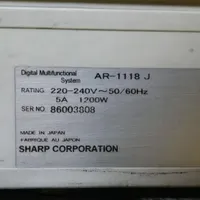 Digital Multifunctional
System
AR-1118 J
RATING 220-240V~50/60Hz
5A 1200W
SER.NO. 86003808
MADE IN JAPAN
FABRIQUE AU JAPON
SHARP CORPORATION